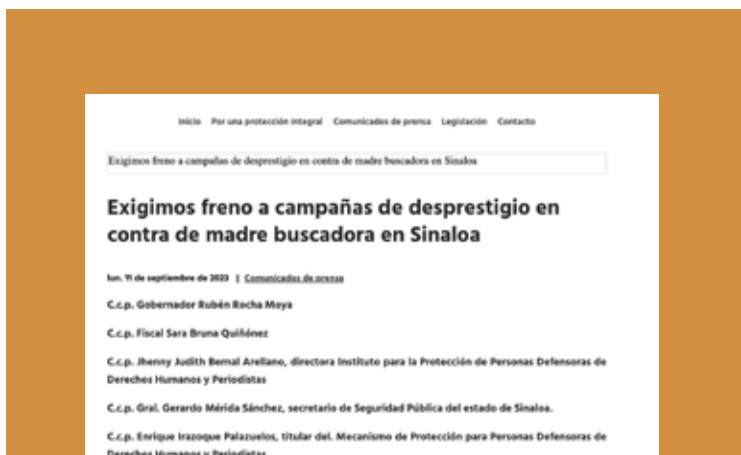 Inicio Por una protección integral Comunicados de prensa Legislación Contacto
Exigimos freno a campañas de desprestigio en contra de madre buscadora en Sinaloa
Exigimos freno a campañas de desprestigio en
contra de madre buscadora en Sinaloa
lun. 11 de septiembre de 2023 | Comunicados de prensa
C.c.p. Gobernador Rubén Rocha Moya
C.c.p. Fiscal Sara Bruna Quiñónez
C.c.p. Jhenny Judith Bernal Arellano, directora Instituto para la Protección de Personas Defensoras de
Derechos Humanos y Periodistas
C.c.p. Gral. Gerardo Mérida Sánchez, secretario de Seguridad Pública del estado de Sinaloa.
C.c.p. Enrique Irazoque Palazuelos, titular del. Mecanismo de Protección para Personas Defensoras de
Derechos Humanos y Periodistas